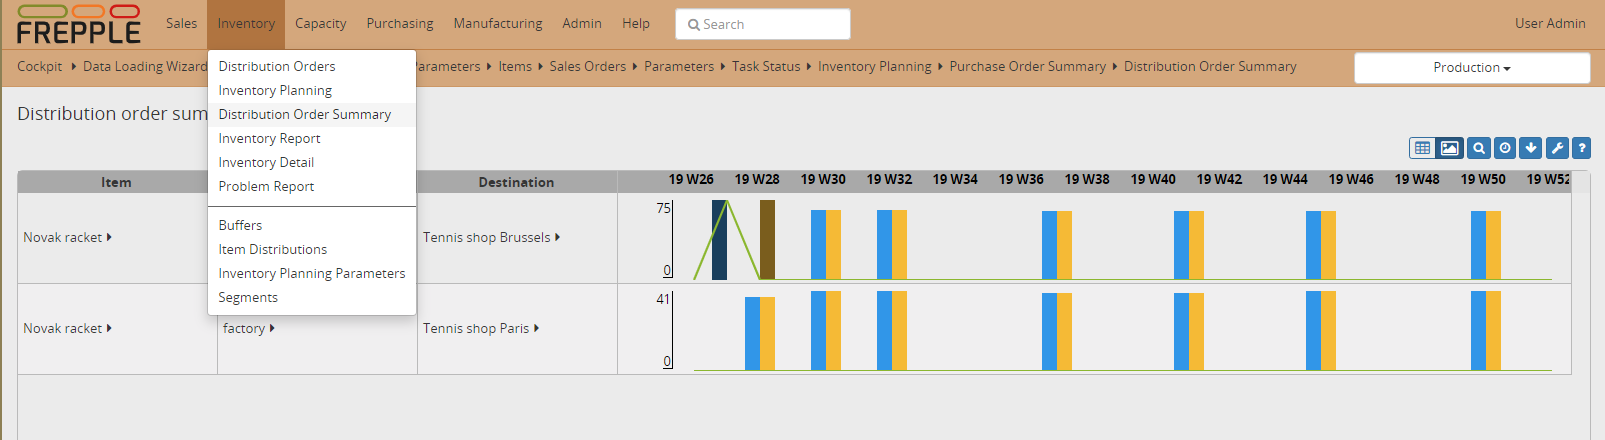 FREPPLE Sales Inventory Capacity Purchasing Manufacturing Admin Help Search User Admin
Cockpit Data Loading Wizard arameters Items Sales Orders Parameters Task Status Inventory Planning Purchase Order Summary Distribution Order Summary Production
Distribution Orders
Inventory Planning
Distribution order sum
Distribution Order Summary
Inventory Report
Inventory Detail
Problem Report
Buffers
Item Distributions
Inventory Planning Parameters
Segments
?
Item Destination 19 W26 19 W28 19 W30 19 W32 19 W34 19 W36 19 W38 19 W40 19 W42 19 W44 19 W46 19 W48 19 W50 19 W52
Novak racket Tennis shop Brussels 75
0
Novak racket factory Tennis shop Paris 41
0